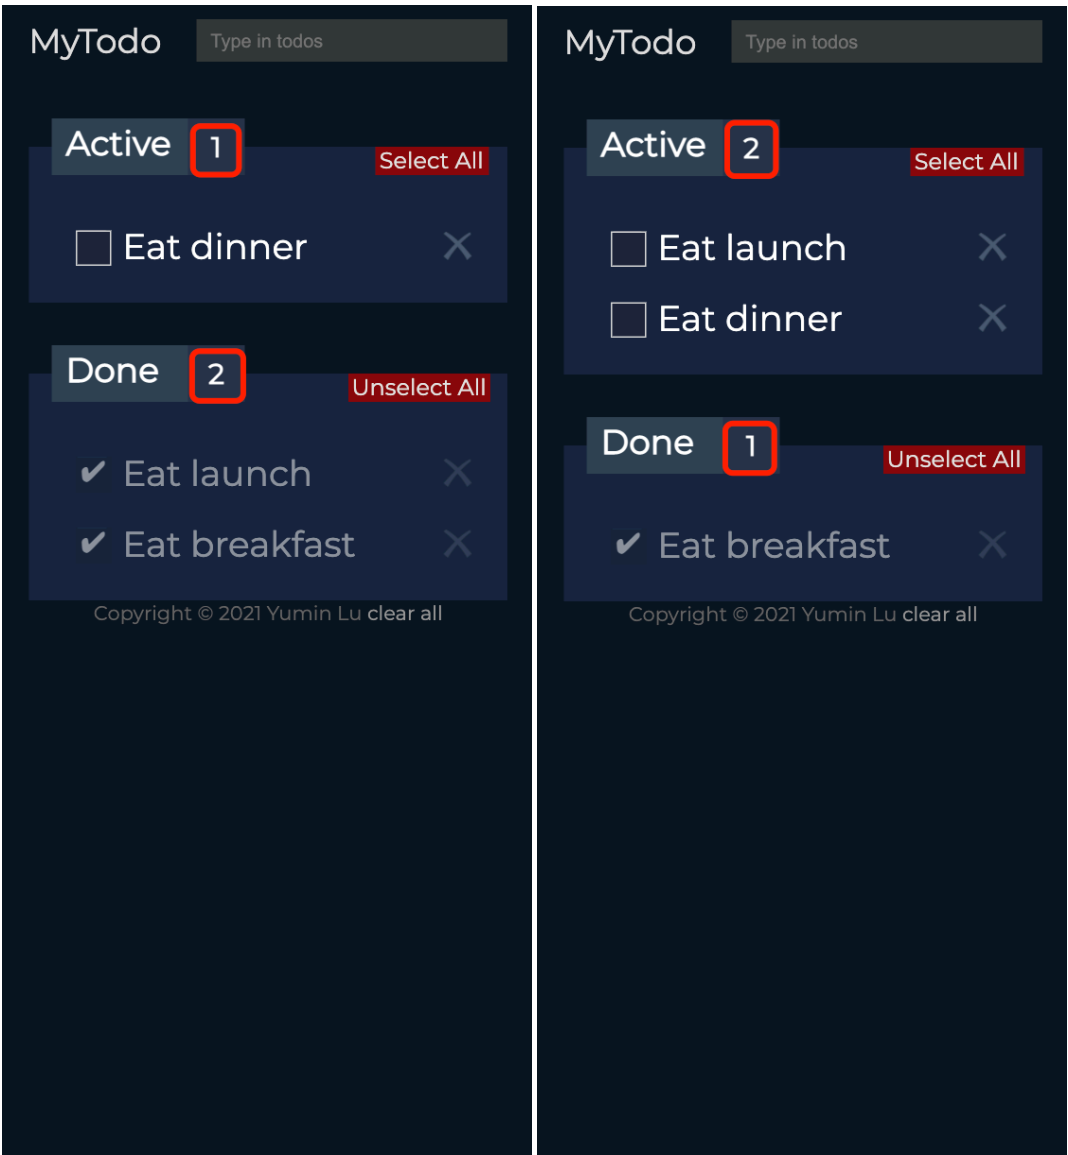 MyTodo
Type in todos
Active 1
Select All
Eat dinner
Done 2
Unselect All
✔ Eat launch
✔ Eat breakfast
Copyright © 2021 Yumin Lu clear all
MyTodo
Type in todos
Active 2
Select All
Eat launch
Eat dinner
Done 1
Unselect All
✔ Eat breakfast
Copyright © 2021 Yumin Lu clear all